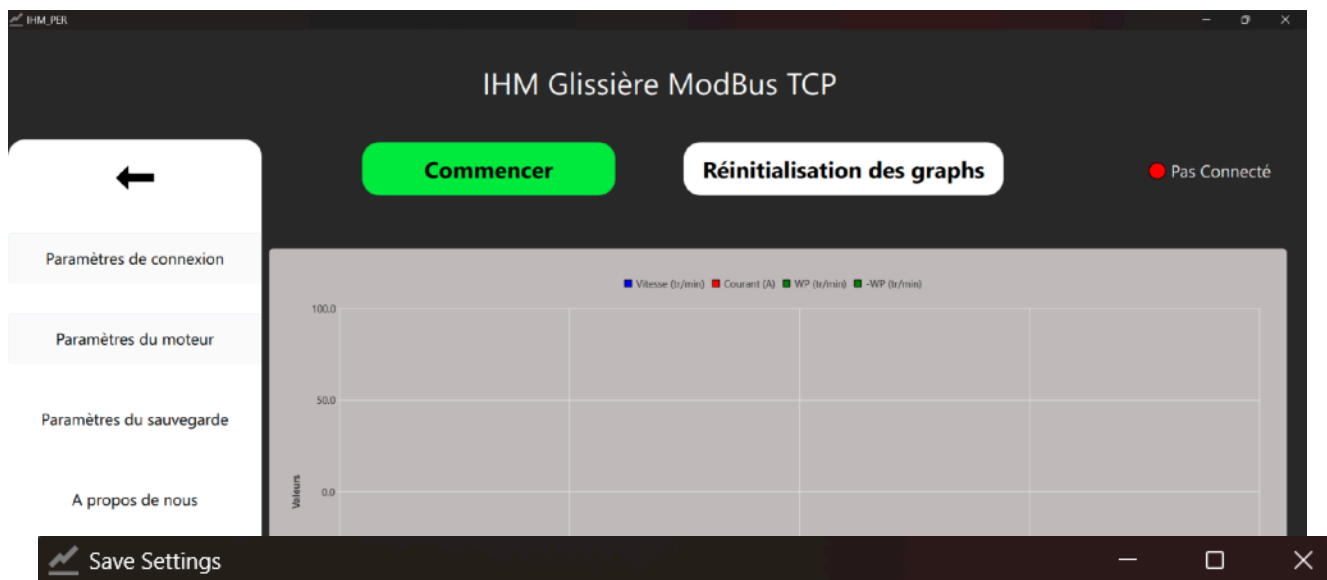 IHM_PER
IHM Glissière ModBus TCP
Commencer
Réinitialisation des graphs
Pas Connecté
Paramètres de connexion
Paramètres du moteur
Paramètres du sauvegarde
A propos de nous
Vitesse (tr/min) Courant (A) WP (tr/min) -WP (tr/min)
100.0
50.0
0.0
Valeurs
Save Settings